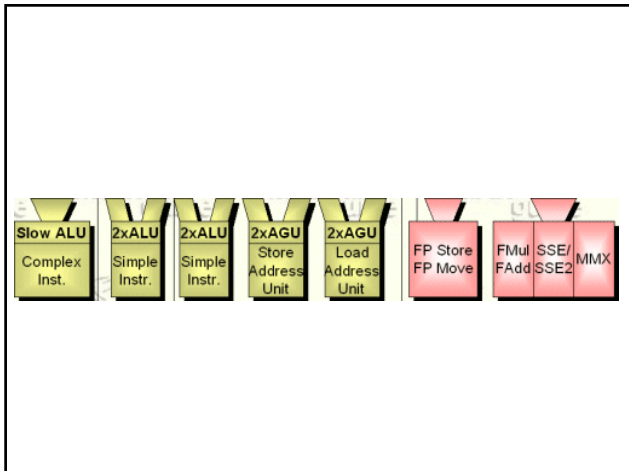 Slow ALU
Complex
Inst.
2xALU
Simple
Instr.
2xALU
Simple
Instr.
2xAGU
Store
Address
Unit
2xAGU
Load
Address
Unit
FP Store
FP Move
FMul
FAdd
SSE/
SSE2
MMX